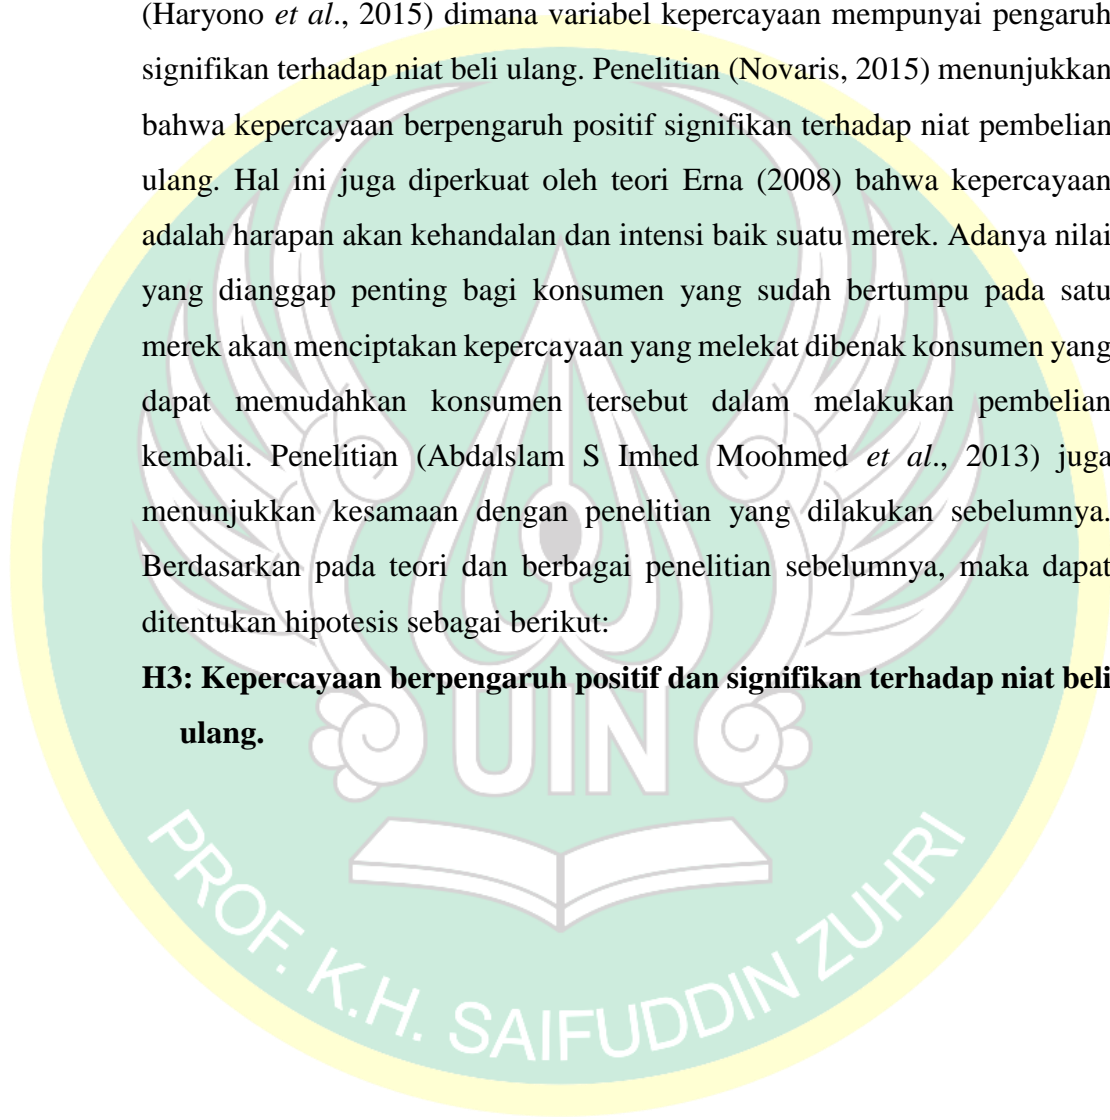 (Haryono et al., 2015) dimana variabel kepercayaan mempunyai pengaruh
signifikan terhadap niat beli ulang. Penelitian (Novaris, 2015) menunjukkan
bahwa kepercayaan berpengaruh positif signifikan terhadap niat pembelian
ulang. Hal ini juga diperkuat oleh teori Erna (2008) bahwa kepercayaan
adalah harapan akan kehandalan dan intensi baik suatu merek. Adanya nilai
yang dianggap penting bagi konsumen yang sudah bertumpu pada satu
merek akan menciptakan kepercayaan yang melekat dibenak konsumen yang
dapat memudahkan konsumen tersebut dalam melakukan pembelian
kembali. Penelitian (Abdalslam S Imhed Moohmed et al., 2013) juga
menunjukkan kesamaan dengan penelitian yang dilakukan sebelumnya.
Berdasarkan pada teori dan berbagai penelitian sebelumnya, maka dapat
ditentukan hipotesis sebagai berikut:
H3: Kepercayaan berpengaruh positif dan signifikan terhadap niat beli
ulang.
UIN
PROF. K.H. SAIFUDDIN ZUHRI